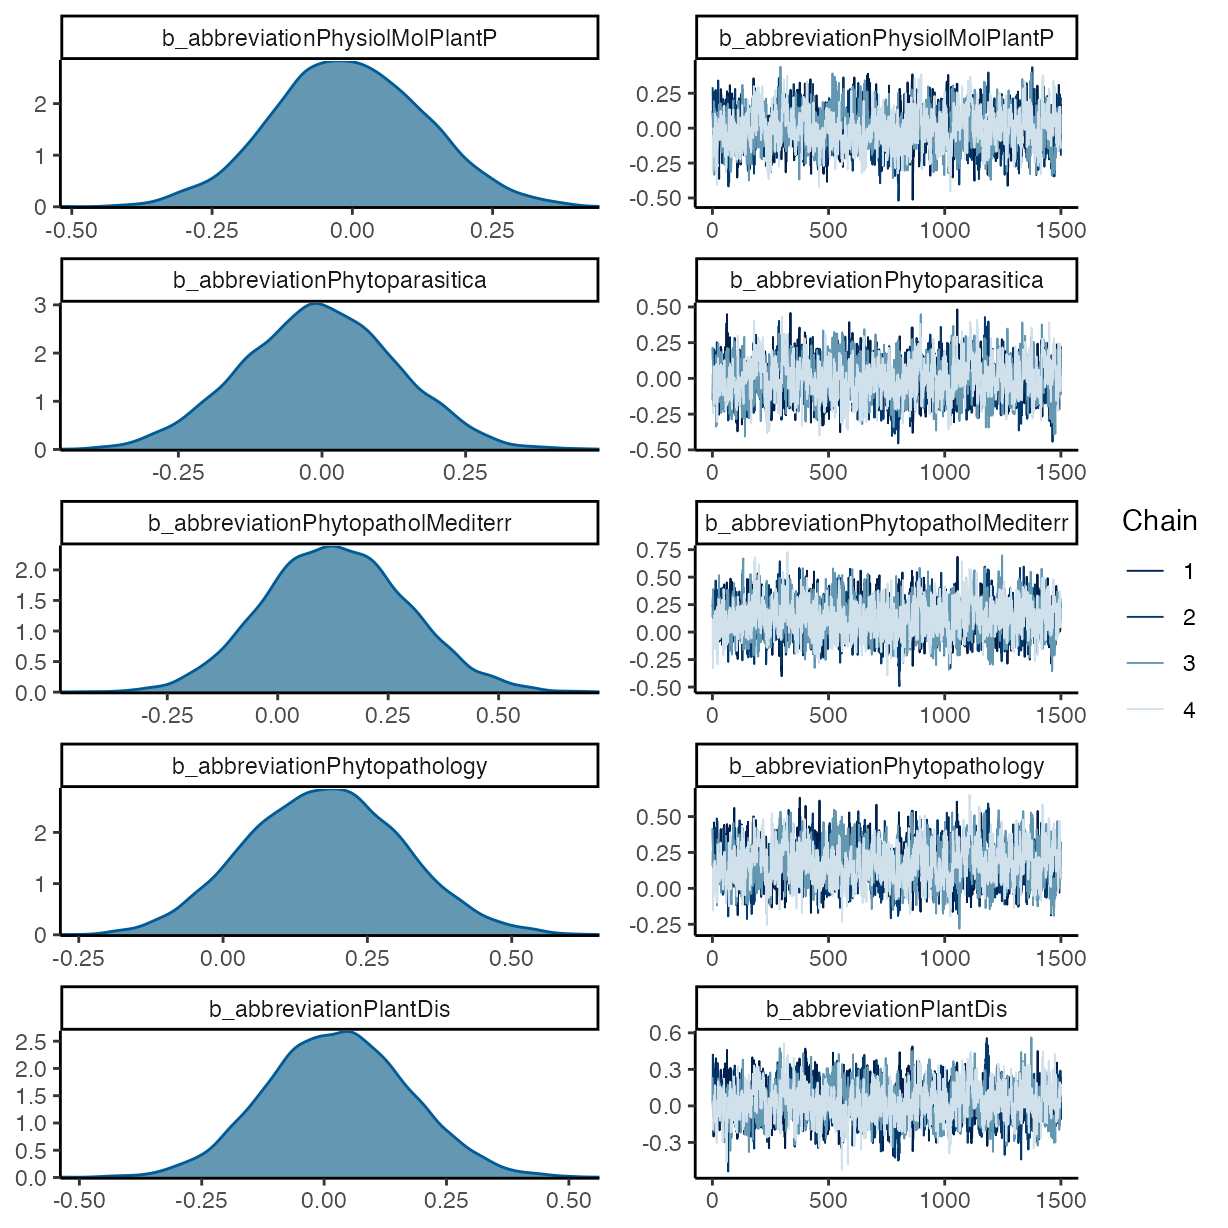 b_abbreviationPhysiolMolPlantP
2
1
0
-0.50 -0.25 0.00 0.25
b_abbreviationPhysiolMolPlantP
0.25
0.00
-0.25
-0.50
0 500 1000 1500
b_abbreviationPhytoparasitica
3
2
1
0
-0.25 0.00 0.25
b_abbreviationPhytoparasitica
0.50
0.25
0.00
-0.25
-0.50
0 500 1000 1500
b_abbreviationPhytopatholMediterr
2.0
1.5
1.0
0.5
0.0
-0.25 0.00 0.25 0.50
b_abbreviationPhytopatholMediterr
0.75
0.50
0.25
0.00
-0.25
-0.50
0 500 1000 1500
b_abbreviationPhytopathology
2
1
0
-0.25 0.00 0.25 0.50
b_abbreviationPhytopathology
0.50
0.25
0.00
-0.25
0 500 1000 1500
b_abbreviationPlantDis
2.5
2.0
1.5
1.0
0.5
0.0
-0.50 -0.25 0.00 0.25 0.50
b_abbreviationPlantDis
0.6
0.3
0.0
-0.3
0 500 1000 1500
Chain
1
2
3
4